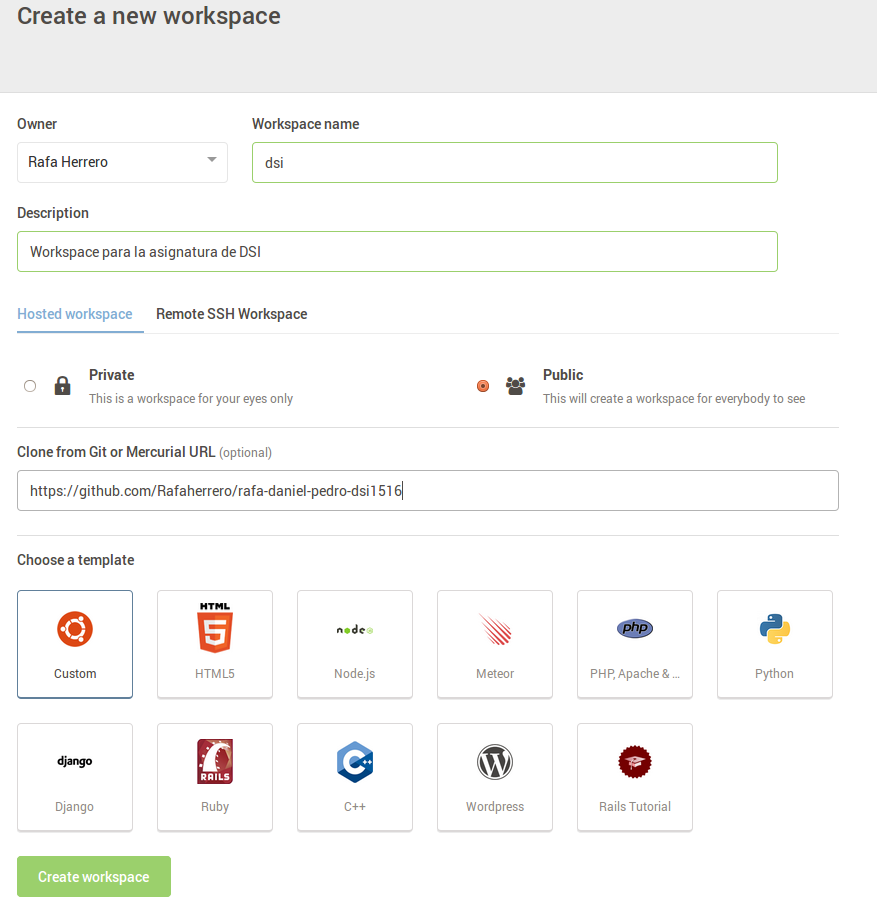 Create a new workspace
Owner
Workspace name
Rafa Herrero
dsi
Description
Workspace para la asignatura de DSI
Hosted workspace
Remote SSH Workspace
Private
This is a workspace for your eyes only
Public
This will create a workspace for everybody to see
Clone from Git or Mercurial URL (optional)
https://github.com/Rafaherrero/rafa-daniel-pedro-dsi1516
Choose a template
Custom
HTML
5
HTML5
node
Node.js
Meteor
php
PHP, Apache & ...
Python
django
Django
RAILS
Ruby
C++
C++
W
Wordpress
Rails Tutorial
Create workspace